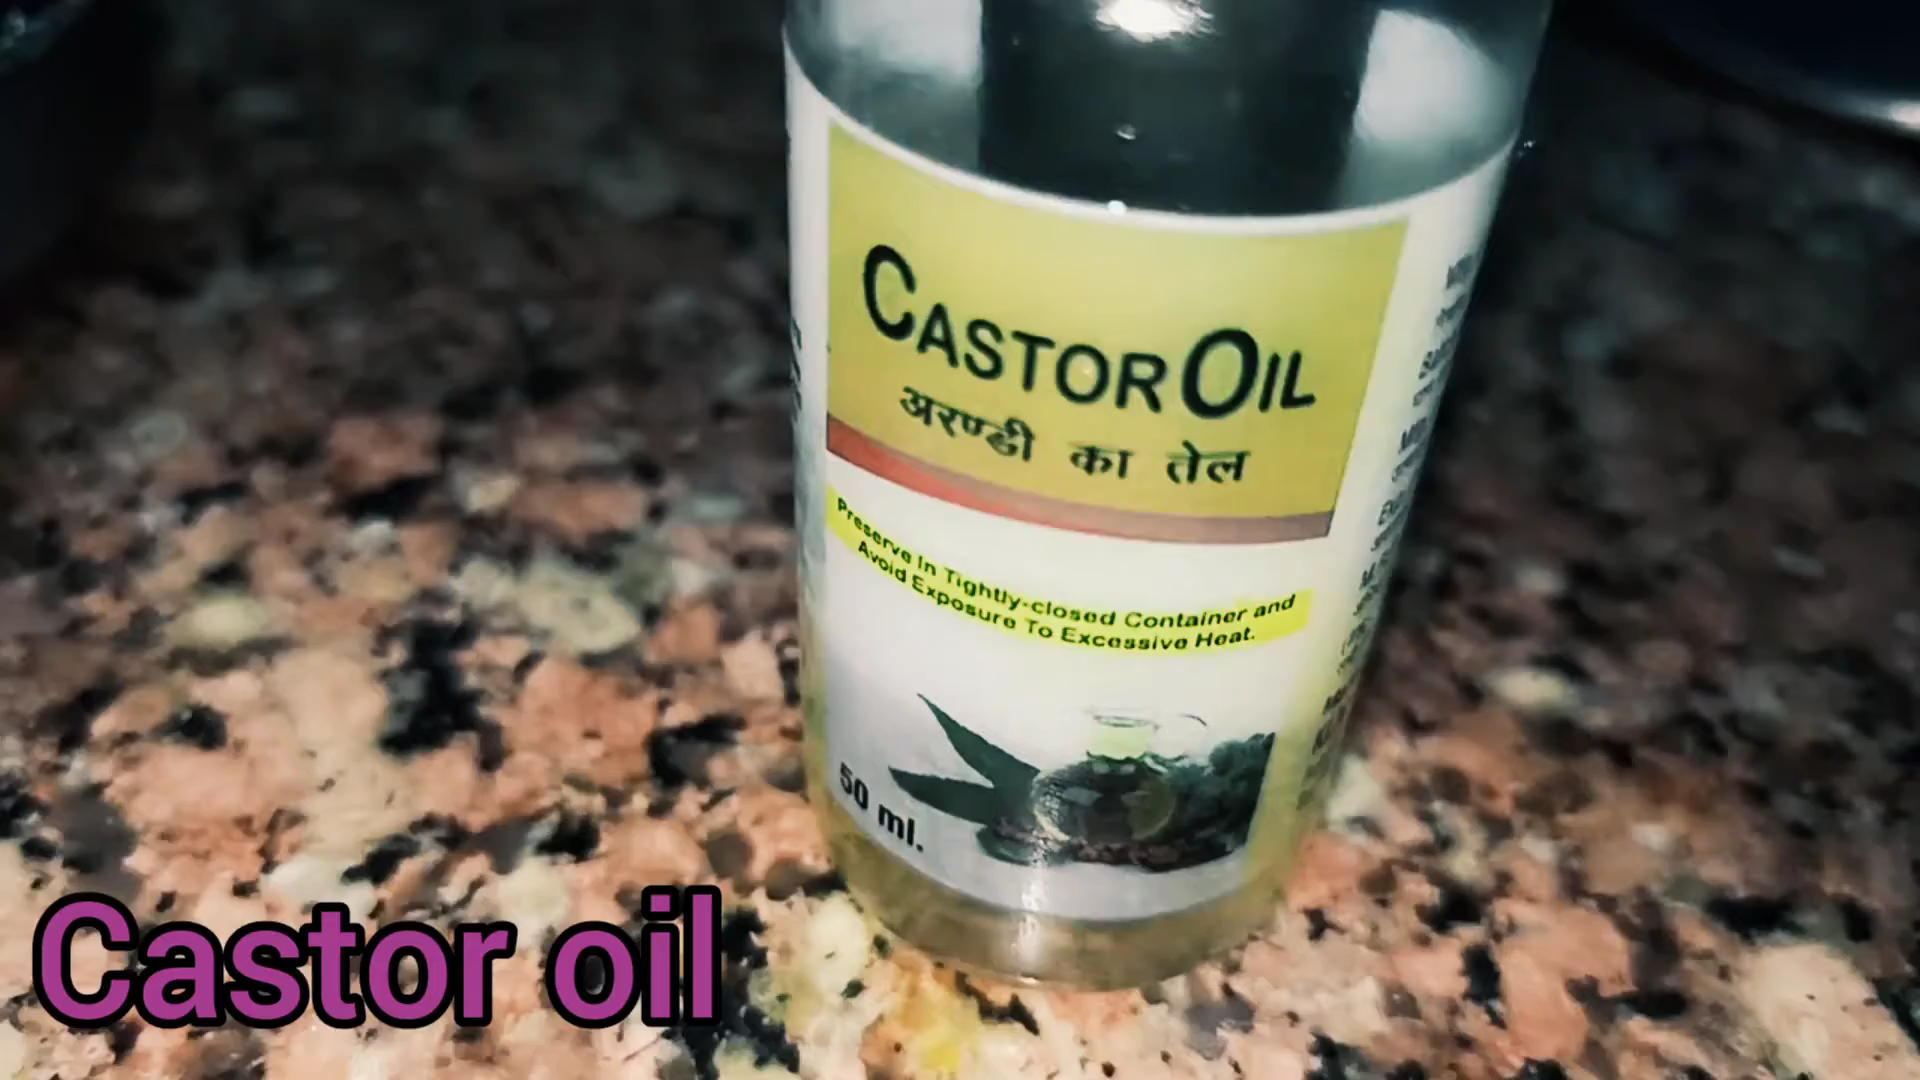 CASTOR OIL
अरण्डी का तेल
Preserve In Tightly-closed Container and
Avoid Exposure To Excessive Heat.
50 ml.
Castor oil